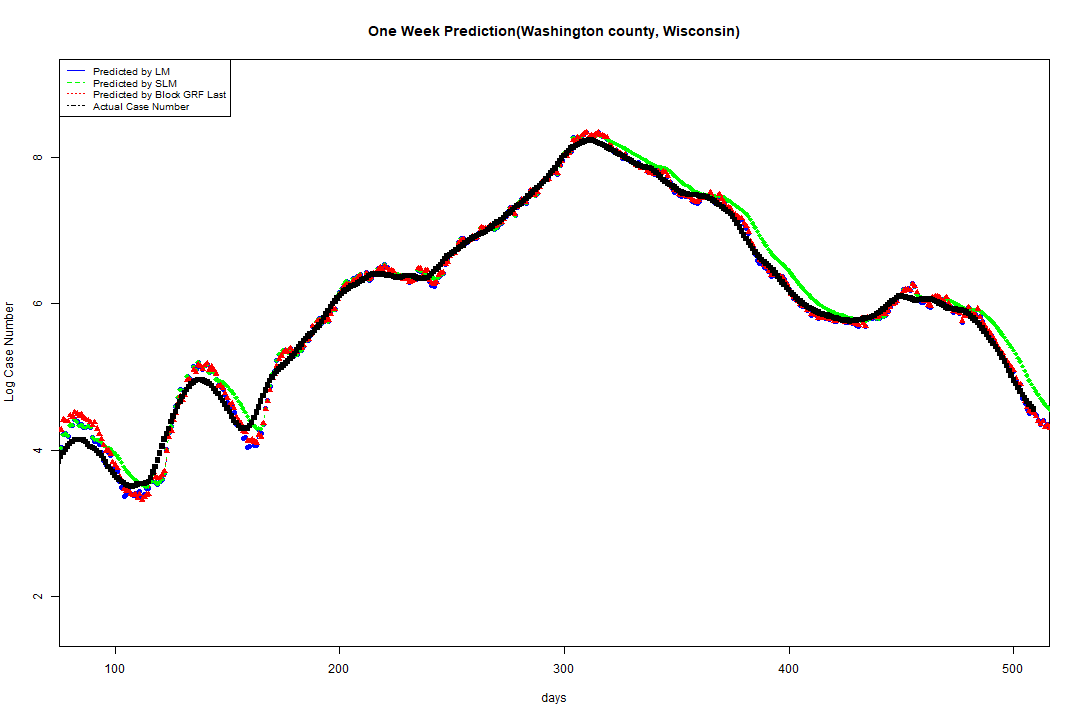 One Week Prediction(Washington county, Wisconsin)
Predicted by LM
Predicted by SLM
Predicted by Block GRF Last
Actual Case Number
Log Case Number
8
6
4
2
100 200 300 400 500
days